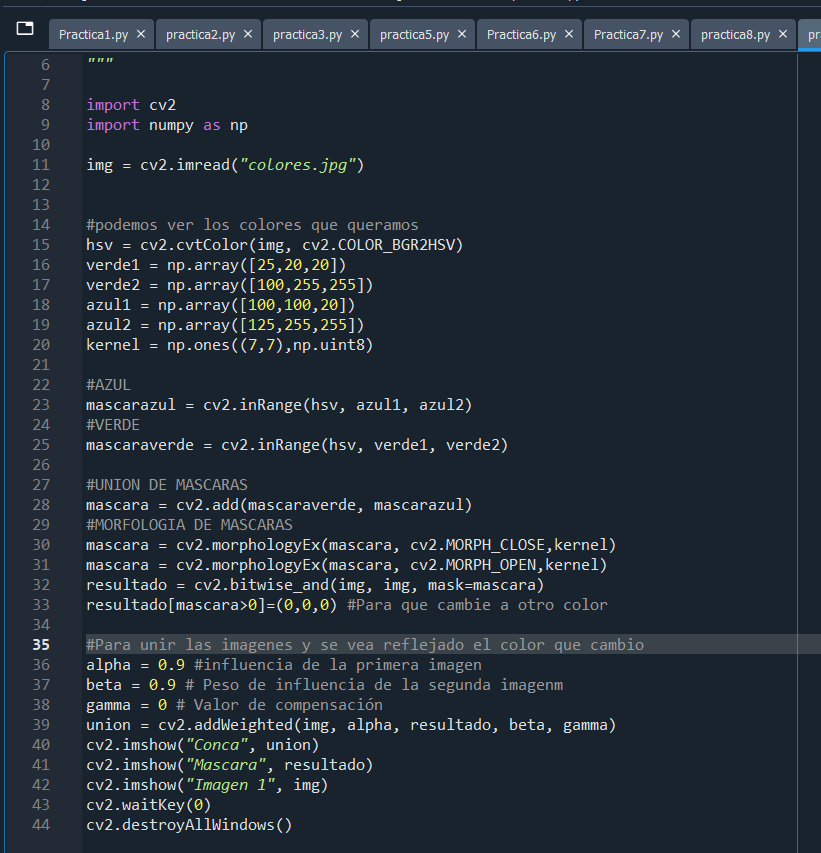 Practica1.py × practica2.py × practica3.py × practica5.py × Practica6.py × Practica7.py × practica8.py × pr
6 """
7
8 import cv2
9 import numpy as np
10
11 img = cv2.imread("colores.jpg")
12
13
14 #podemos ver los colores que queramos
15 hsv = cv2.cvtColor(img, cv2.COLOR_BGR2HSV)
16 verde1 = np.array([25,20,20])
17 verde2 = np.array([100,255,255])
18 azul1 = np.array([100,100,20])
19 azul2 = np.array([125,255,255])
20 kernel = np.ones((7,7),np.uint8)
21
22 #AZUL
23 mascarazul = cv2.inRange(hsv, azul1, azul2)
24 #VERDE
25 mascaraverde = cv2.inRange(hsv, verde1, verde2)
26
27 #UNION DE MASCARAS
28 mascara = cv2.add(mascaraverde, mascarazul)
29 #MORFOLOGIA DE MASCARAS
30 mascara = cv2.morphologyEx(mascara, cv2.MORPH_CLOSE,kernel)
31 mascara = cv2.morphologyEx(mascara, cv2.MORPH_OPEN,kernel)
32 resultado = cv2.bitwise_and(img, img, mask=mascara)
33 resultado[mascara>0]=(0,0,0) #Para que cambie a otro color
34
35 #Para unir las imagenes y se vea reflejado el color que cambio
36 alpha = 0.9 #influencia de la primera imagen
37 beta = 0.9 # Peso de influencia de la segunda imagenm
38 gamma = 0 # Valor de compensación
39 union = cv2.addWeighted(img, alpha, resultado, beta, gamma)
40 cv2.imshow("Conca", union)
41 cv2.imshow("Mascara", resultado)
42 cv2.imshow("Imagen 1", img)
43 cv2.waitKey(0)
44 cv2.destroyAllWindows()